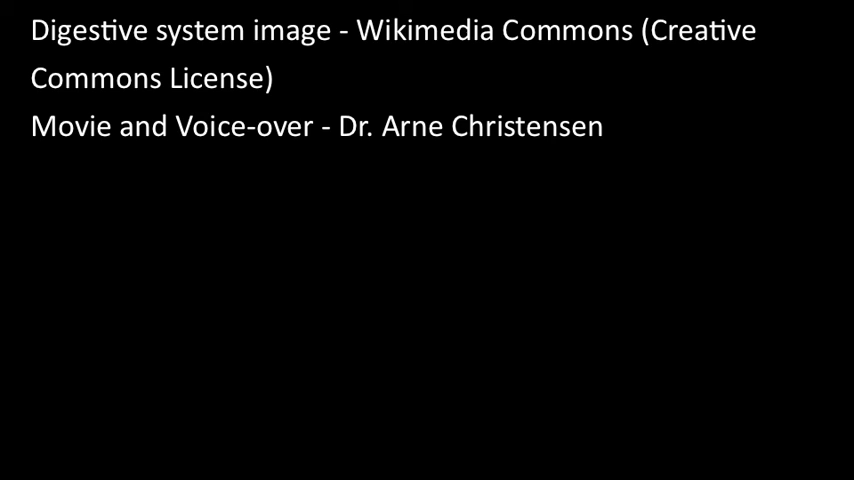 Digestive system image - Wikimedia Commons (Creative
Commons License)
Movie and Voice-over - Dr. Arne Christensen